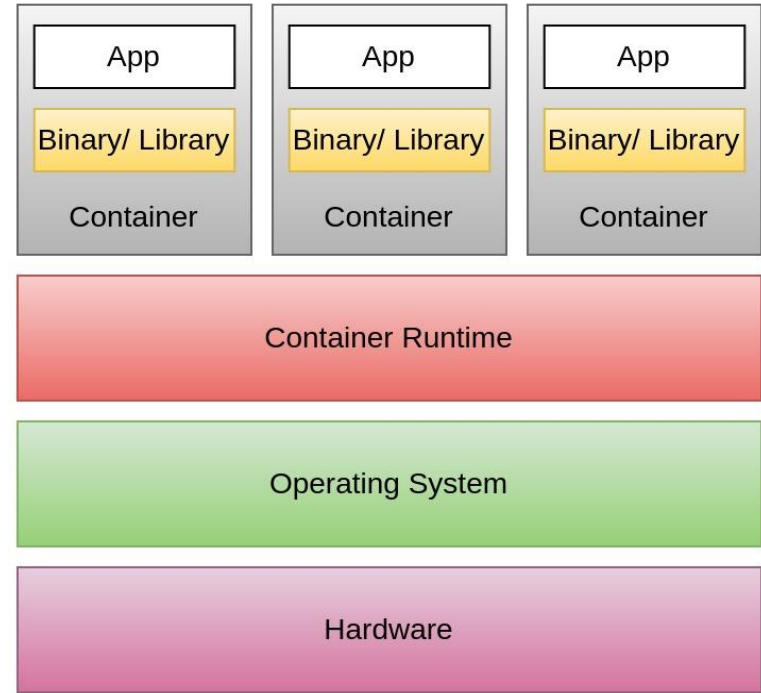 App
App
App
Binary/ Library
Binary/ Library
Binary/ Library
Container
Container
Container
Container Runtime
Operating System
Hardware